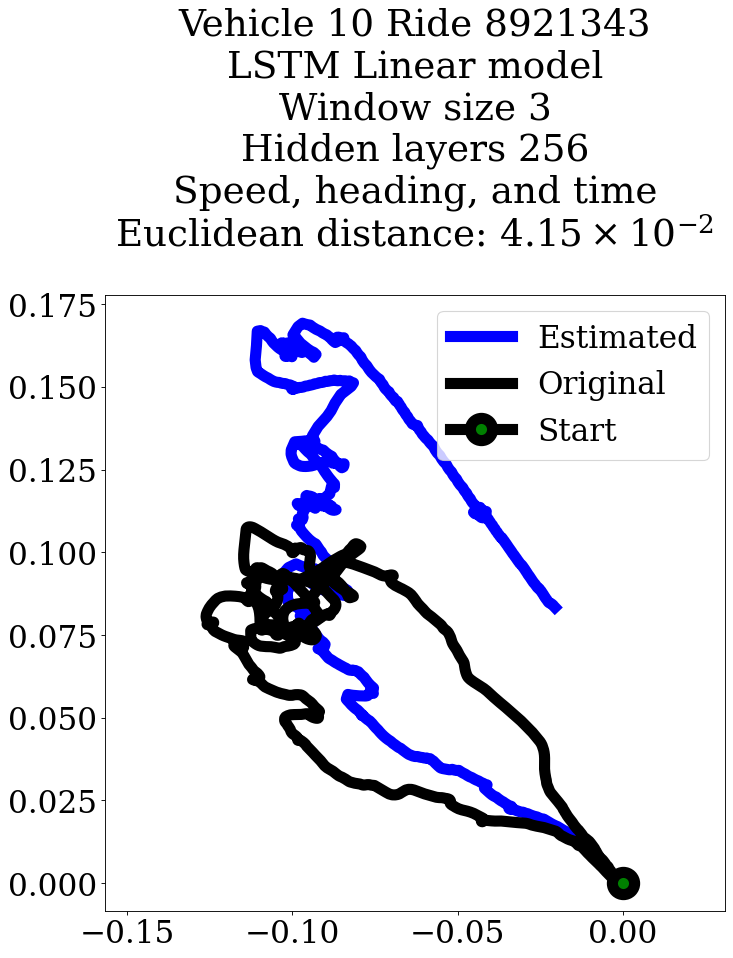 Vehicle 10 Ride 8921343
LSTM Linear model
Window size 3
Hidden layers 256
Speed, heading, and time
Euclidean distance: 4.15 × 10⁻²
0.175
0.150
0.125
0.100
0.075
0.050
0.025
0.000
Estimated
Original
Start
−0.15
−0.10
−0.05
0.00